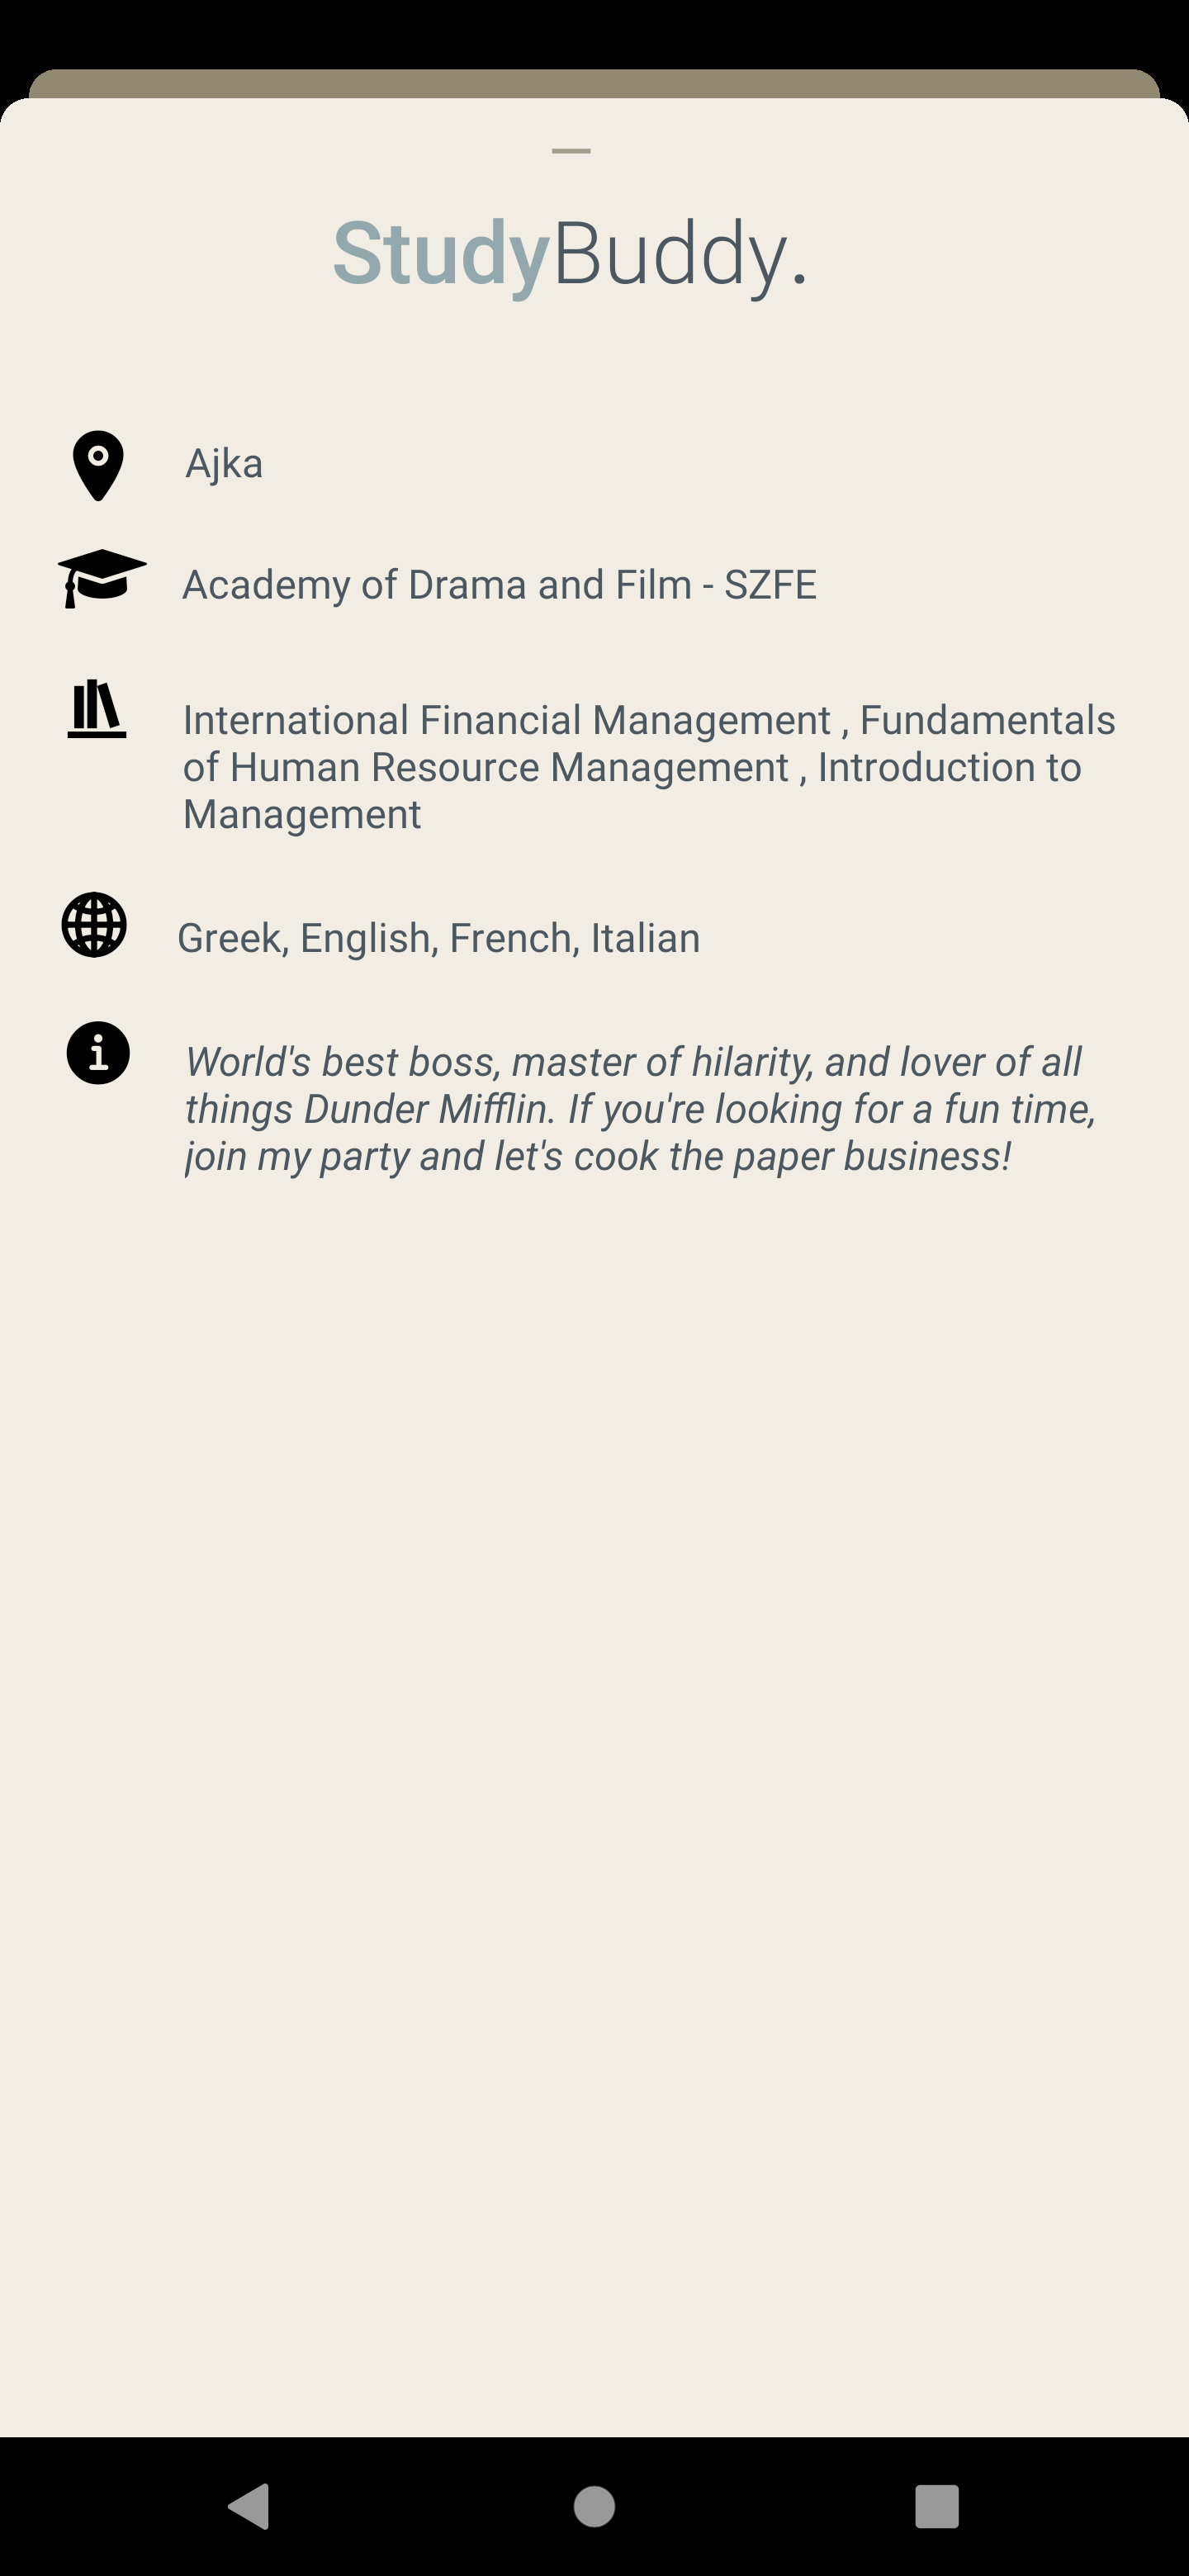 StudyBuddy.
Ajka
Academy of Drama and Film - SZFE
International Financial Management , Fundamentals
of Human Resource Management , Introduction to
Management
Greek, English, French, Italian
World's best boss, master of hilarity, and lover of all
things Dunder Mifflin. If you're looking for a fun time,
join my party and let's cook the paper business!